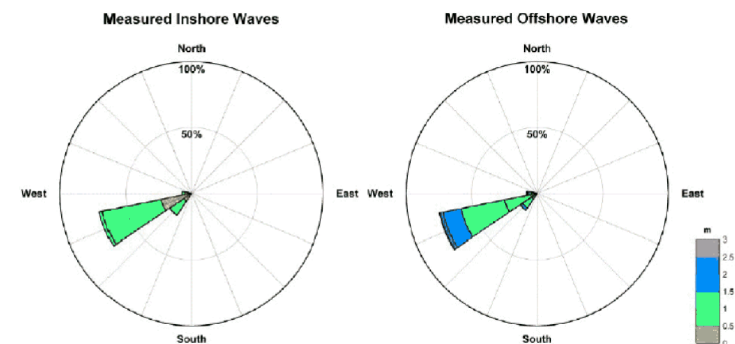 Measured Inshore Waves
Measured Offshore Waves
North
100%
50%
West
East
South
North
100%
50%
West
East
South
m
3
2.5
2
1.5
1
0.5
0